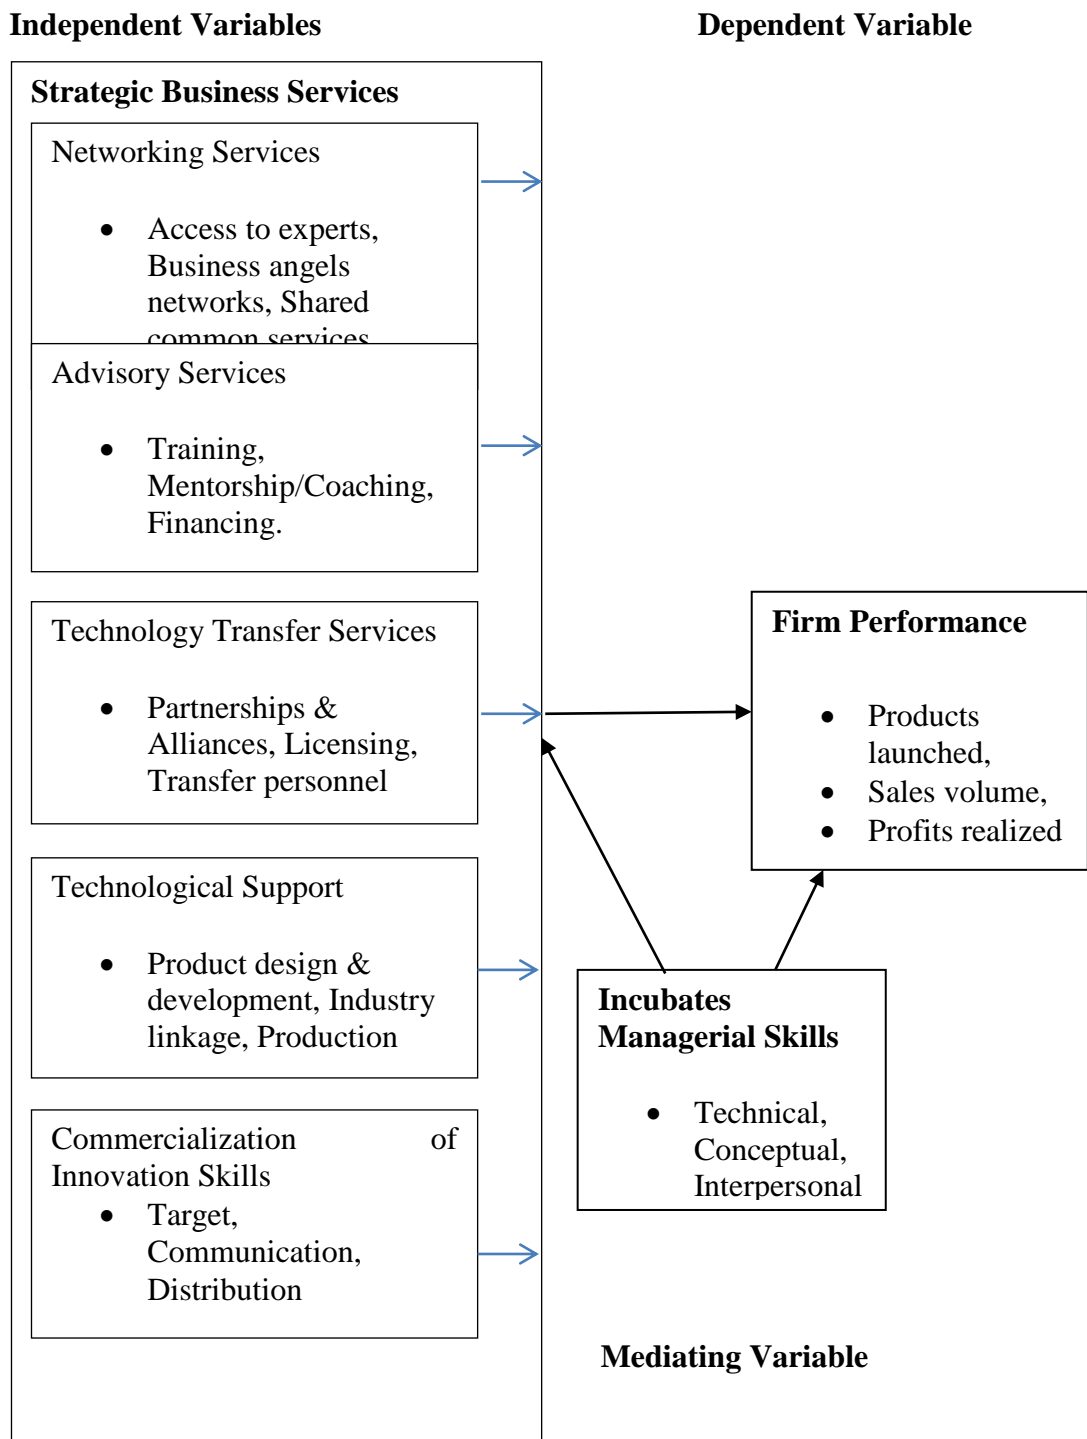 Independent Variables
Dependent Variable
Strategic Business Services
Networking Services
• Access to experts,
Business angels
networks, Shared
common services
Advisory Services
• Training,
Mentorship/Coaching,
Financing.
Technology Transfer Services
• Partnerships &
Alliances, Licensing,
Transfer personnel
Technological Support
• Product design &
development, Industry
linkage, Production
Commercialization of
Innovation Skills
• Target,
Communication,
Distribution
Firm Performance
• Products
launched,
• Sales volume,
• Profits realized
Incubates
Managerial Skills
• Technical,
Conceptual,
Interpersonal
Mediating Variable